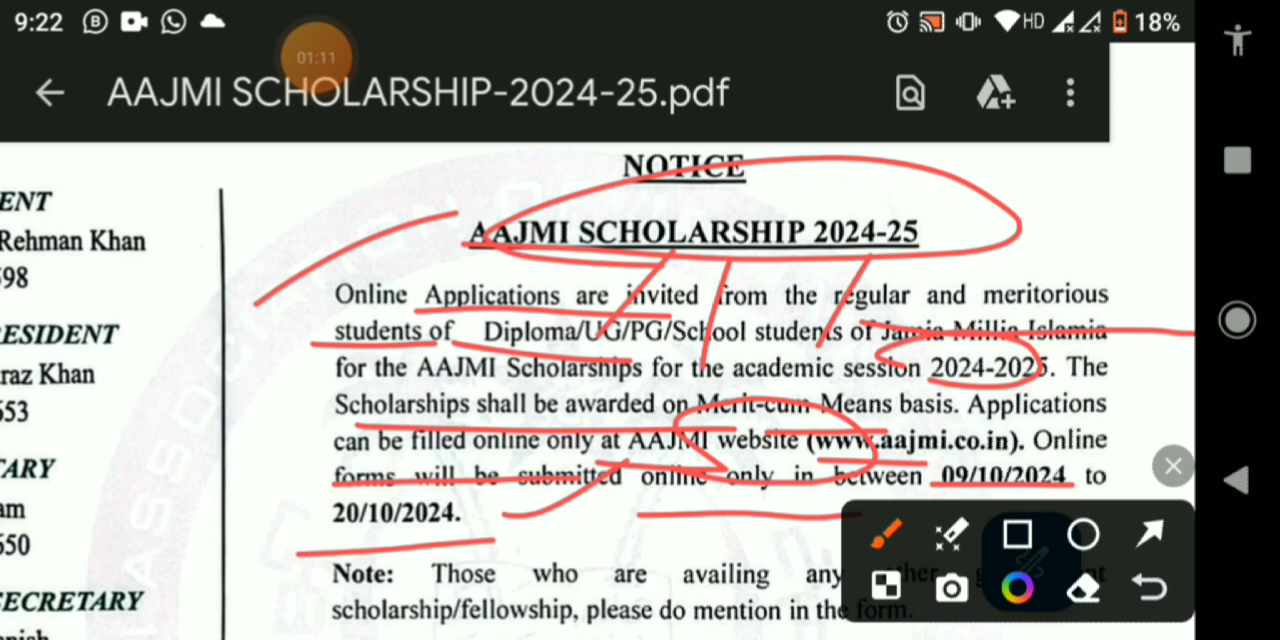 9:22
HD
18%
01:11
AAJMI SCHOLARSHIP-2024-25.pdf
ENT
Rehman Khan
598
RESIDENT
raz Khan
553
TARY
am
650
SECRETARY
NOTICE
AAJMI SCHOLARSHIP 2024-25
Online Applications are invited from the regular and meritorious
students of Diploma/UG/PG/School students of Jamia Millia Islamia
for the AAJMI Scholarships for the academic session 2024-2025. The
Scholarships shall be awarded on Merit-cum Means basis. Applications
can be filled online only at AAJMI website (www.aajmi.co.in). Online
forms will be submitted online only in between 09/10/2024 to
20/10/2024.
Note: Those who are availing any other
scholarship/fellowship, please do mention in the form.